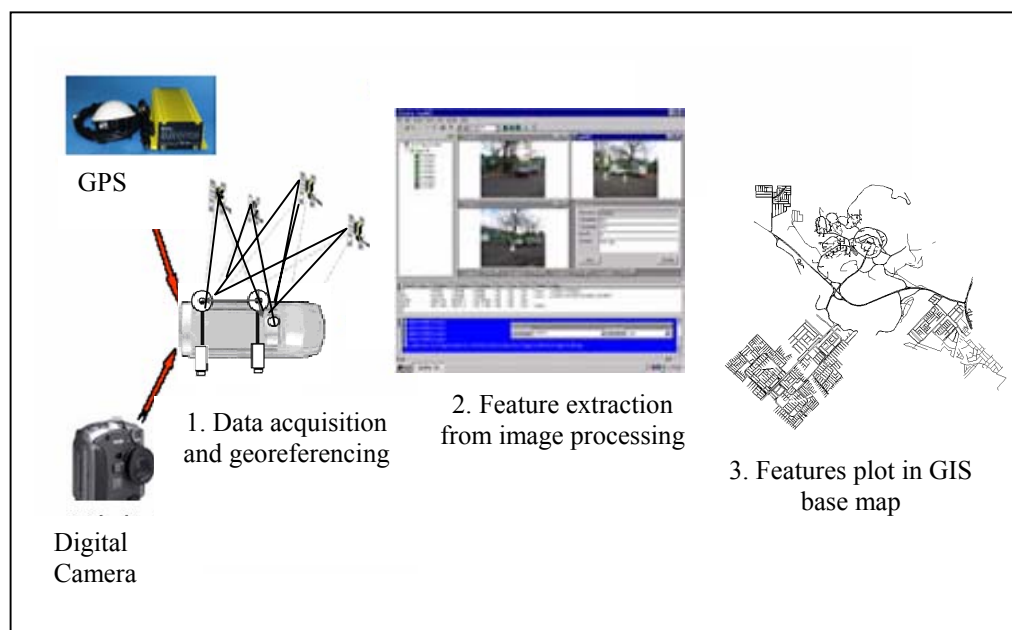 GPS
1. Data acquisition
and georeferencing
2. Feature extraction
from image processing
3. Features plot in GIS
base map
Digital
Camera